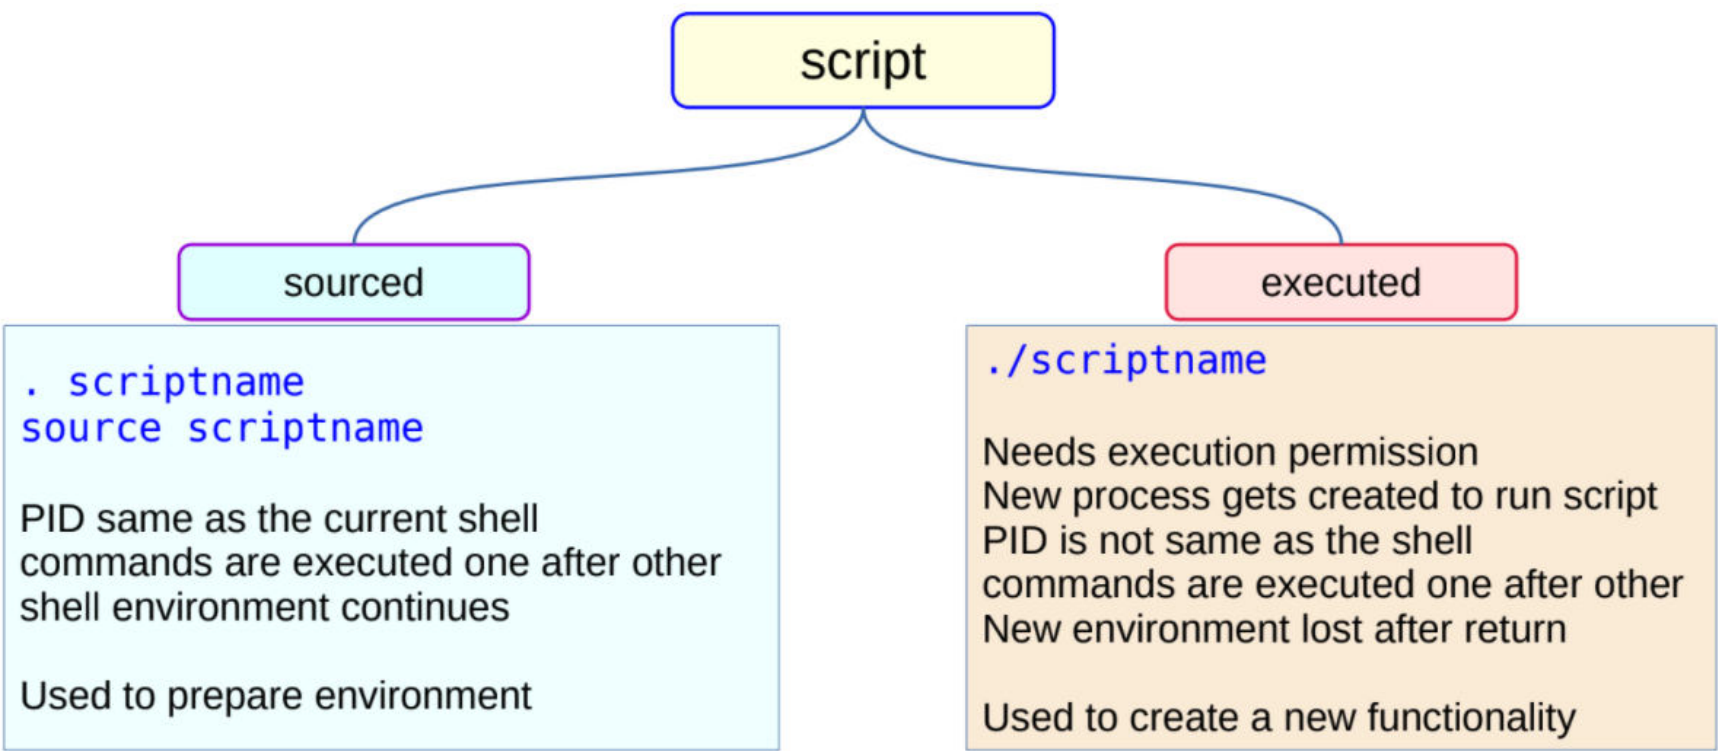 script
sourced
. scriptname
source scriptname
PID same as the current shell
commands are executed one after other
shell environment continues
Used to prepare environment
executed
./scriptname
Needs execution permission
New process gets created to run script
PID is not same as the shell
commands are executed one after other
New environment lost after return
Used to create a new functionality